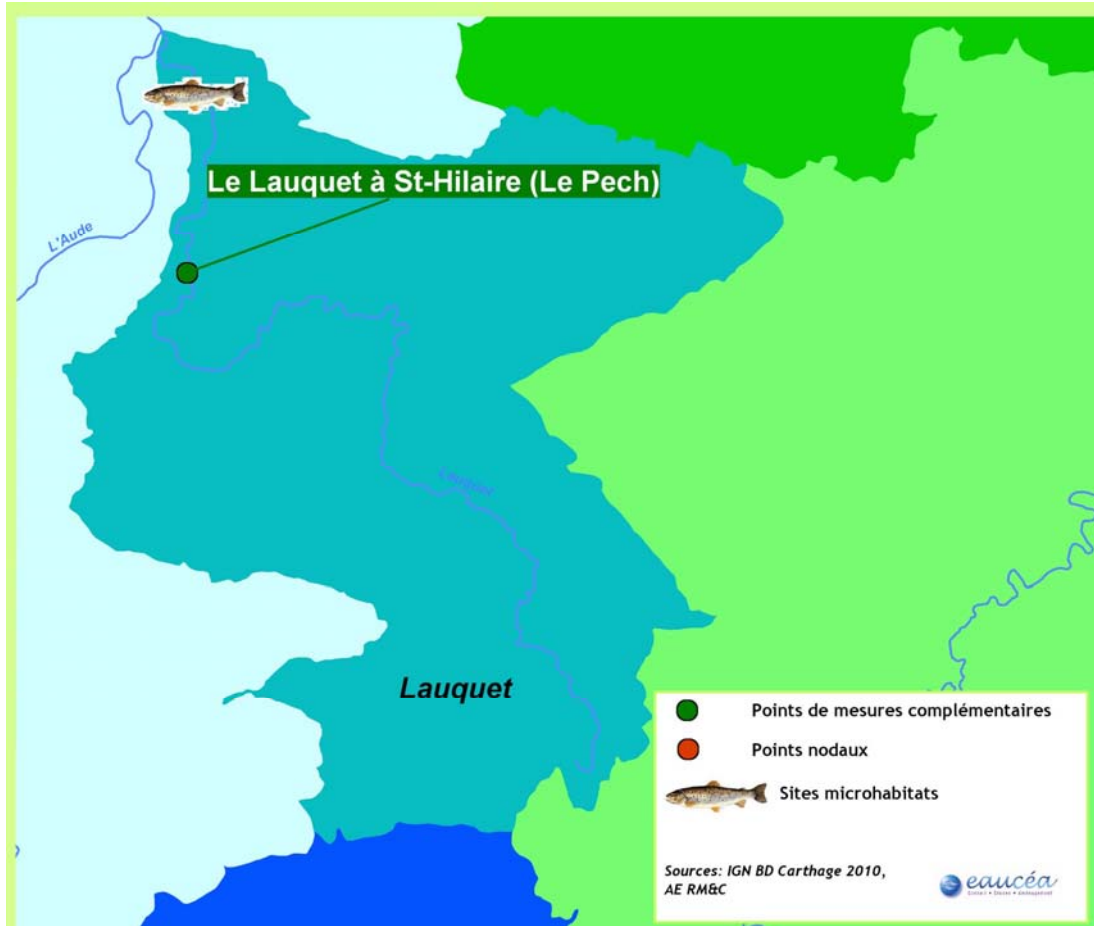 Le Lauquet à St-Hilaire (Le Pech)
L'Aude
Lauquet
Points de mesures complémentaires
Points nodaux
Sites microhabitats
Sources: IGN BD Carthage 2010,
AE RM&C
eaucéa